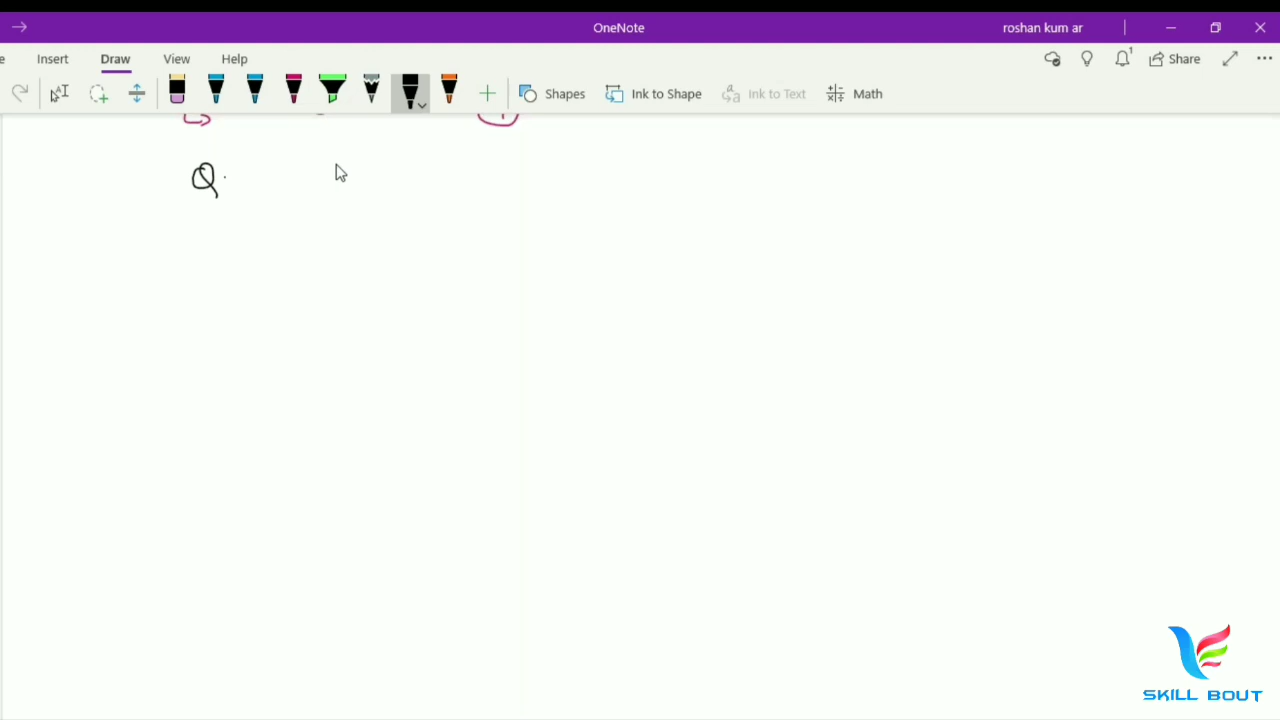 OneNote
roshan kum ar
Insert Draw View Help
Share
Shapes Ink to Shape Ink to Text Math
Q.
SKILL BOUT